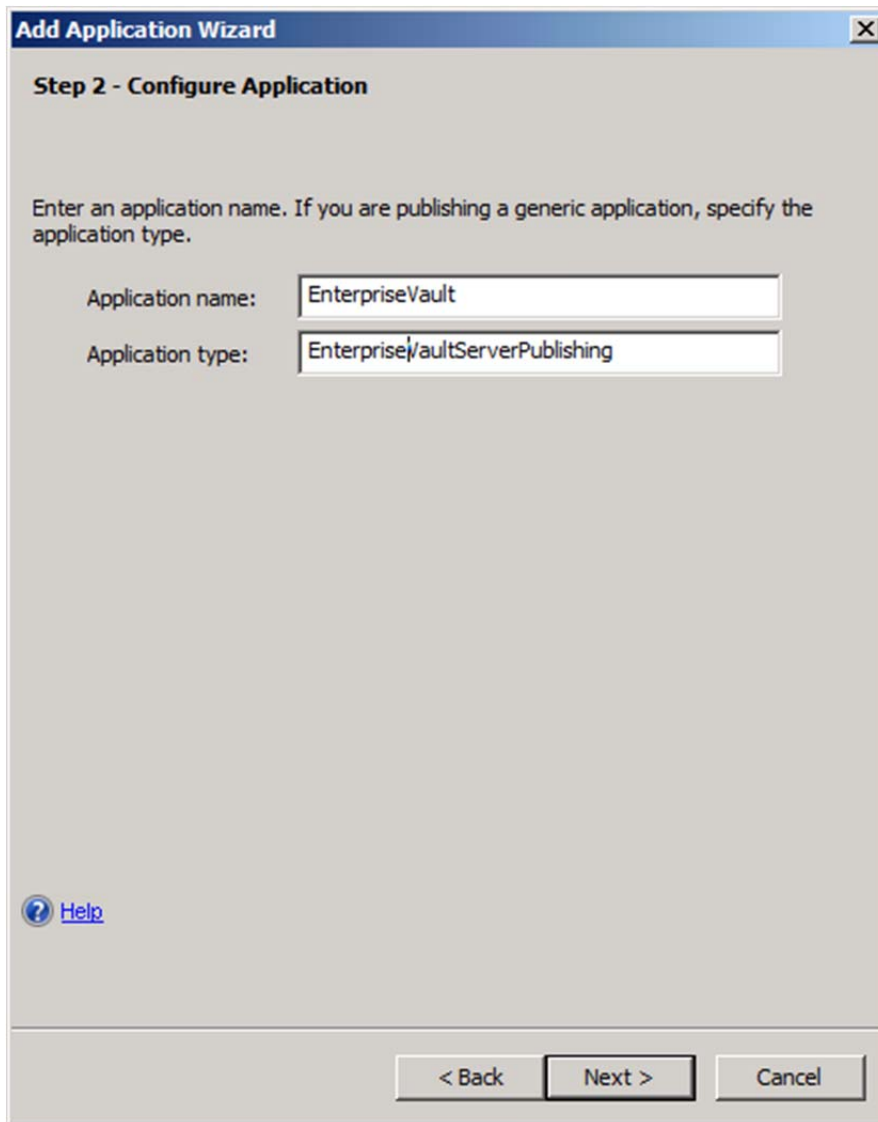 Add Application Wizard
Step 2 - Configure Application
Enter an application name. If you are publishing a generic application, specify the
application type.
Application name: EnterpriseVault
Application type: EnterpriseVaultServerPublishing
Help
< Back Next > Cancel